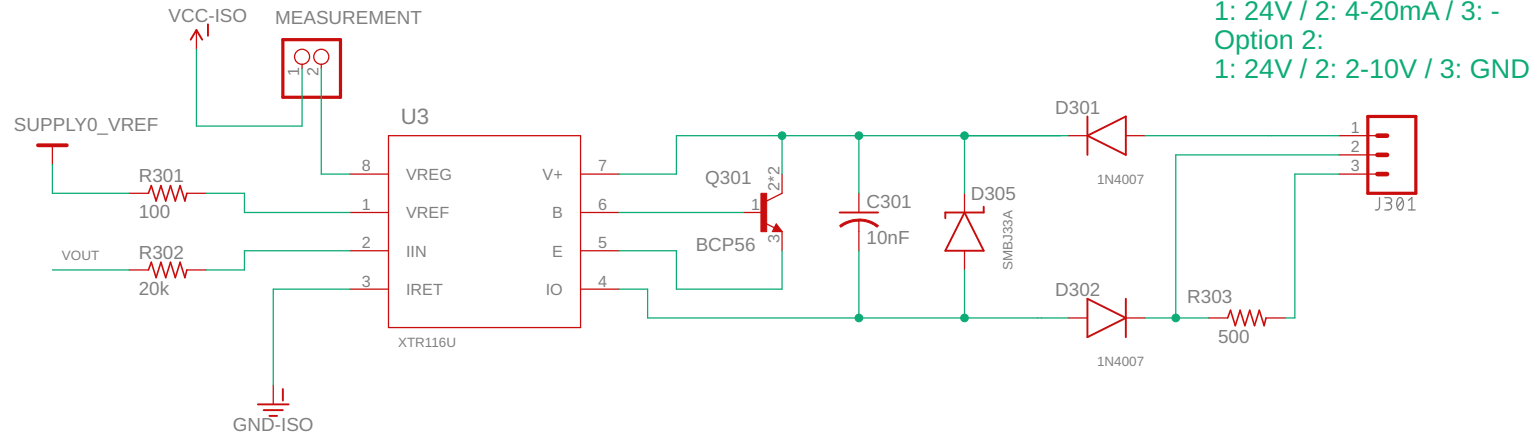 VCC-ISO
MEASUREMENT
1: 24V / 2: 4-20mA / 3: -
Option 2:
1: 24V / 2: 2-10V / 3: GND
1
2
SUPPLY0_VREF
U3
D301
1
2
3
1N4007
J301
R301
100
8
VREG
V+
7
Q301
2*2
1
3
BCP56
C301
10nF
D305
SMBJ33A
1
VREF
B
6
VOUT
R302
20k
2
IIN
E
5
3
IRET
IO
4
D302
1N4007
R303
500
XTR116U
GND-ISO